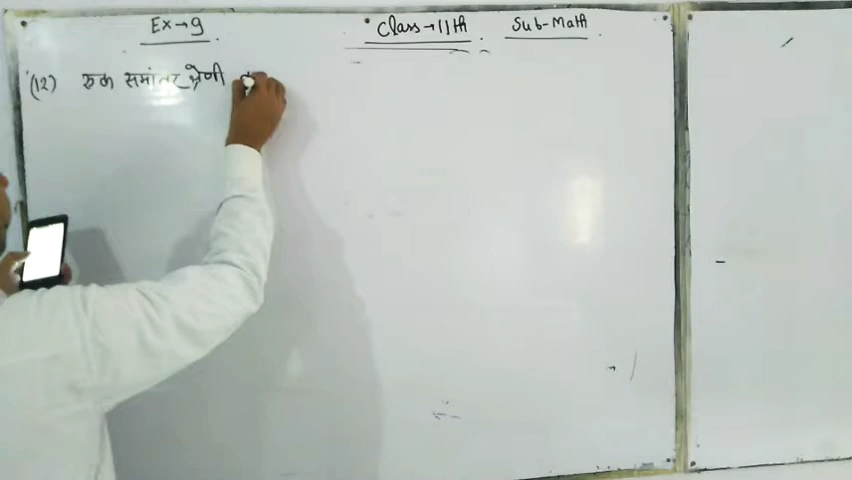 Ex→9
Class→11th
Sub-Math
(12) एक समांतर श्रेणी